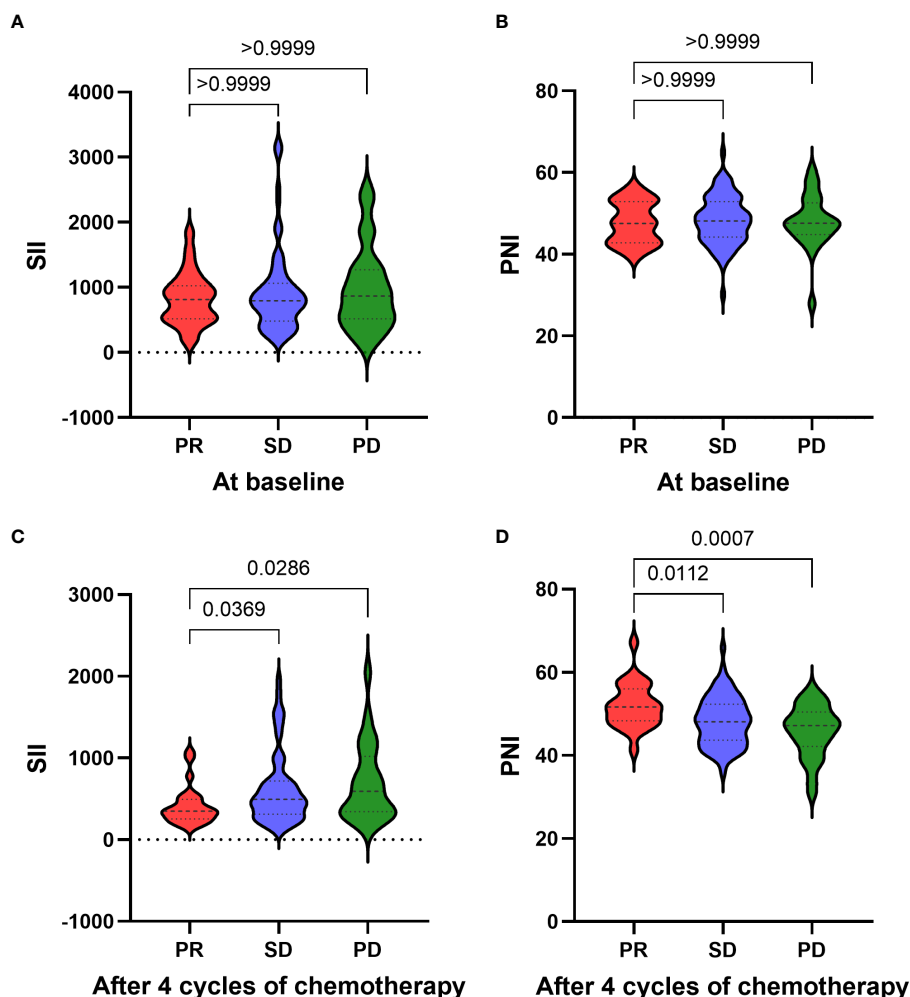 A
>0.9999
>0.9999
4000
3000
2000
1000
0
-1000
SII
PR SD PD
At baseline
B
>0.9999
>0.9999
80
60
40
20
0
PNI
PR SD PD
At baseline
C
0.0286
0.0369
3000
2000
1000
0
-1000
SII
PR SD PD
After 4 cycles of chemotherapy
D
0.0007
0.0112
80
60
40
20
0
PNI
PR SD PD
After 4 cycles of chemotherapy